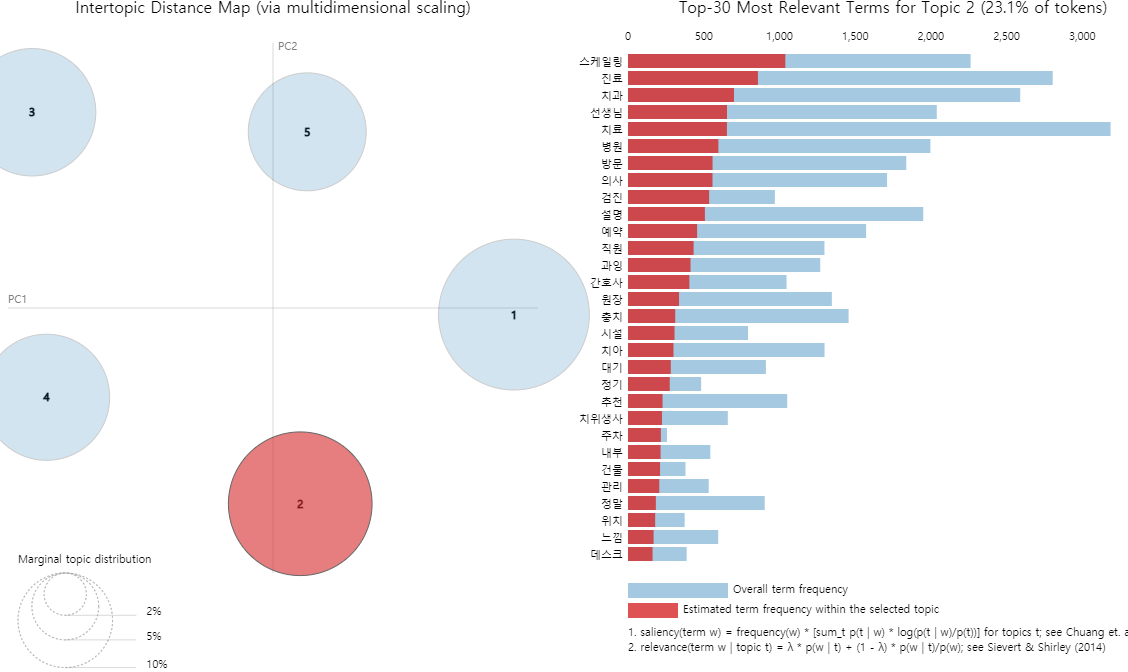 Intertopic Distance Map (via multidimensional scaling)
PC2
3
5
PC1
1
4
2
Marginal topic distribution
2%
5%
10%
Top-30 Most Relevant Terms for Topic 2 (23.1% of tokens)
0 500 1,000 1,500 2,000 2,500 3,000
스케일링
진료
치과
선생님
치료
병원
방문
의사
검진
설명
예약
직원
과잉
간호사
원장
충치
시설
치아
대기
정기
추천
치위생사
주차
내부
건물
관리
정말
위치
느낌
데스크
Overall term frequency
Estimated term frequency within the selected topic
1. saliency(term w) = frequency(w) * [sum_t p(t | w) * log(p(t | w)/p(t))] for topics t; see Chuang et. a
2. relevance(term w | topic t) = λ * p(w | t) + (1 - λ) * p(w | t)/p(w); see Sievert & Shirley (2014)